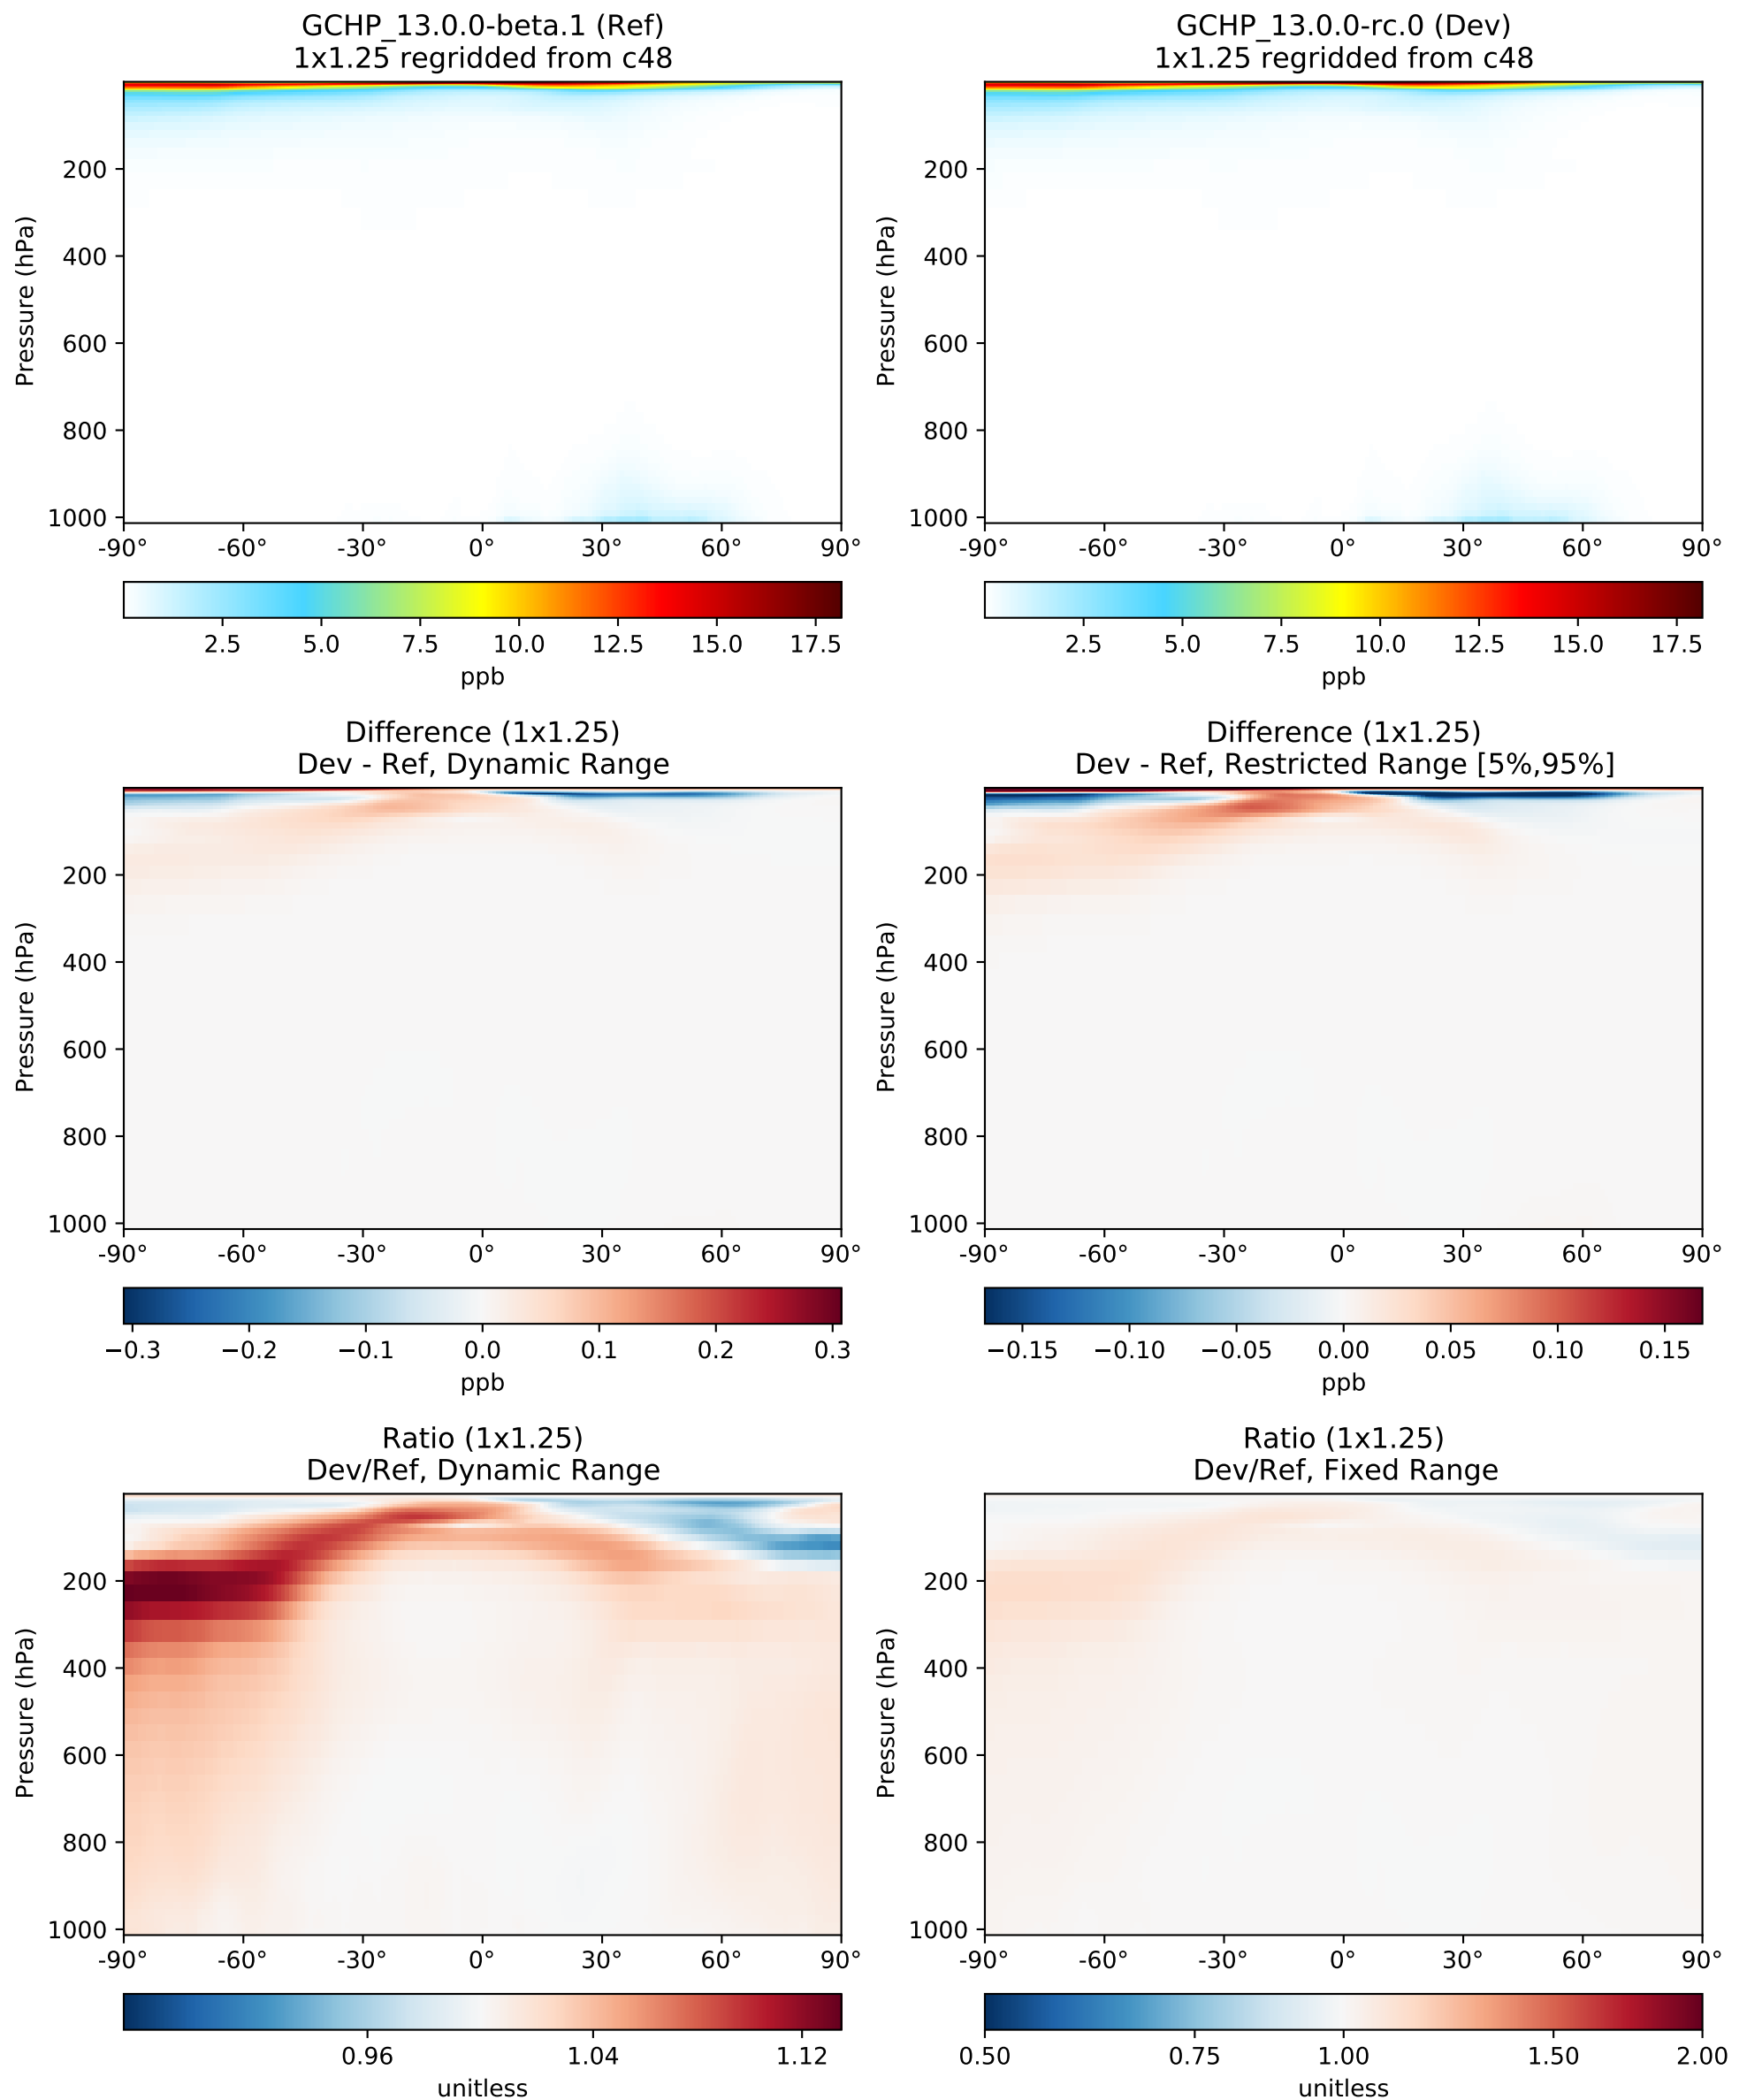 GCHP_13.0.0-beta.1 (Ref)
1x1.25 regridded from c48
Pressure (hPa)
200
400
600
800
1000
-90° -60° -30° 0° 30° 60° 90°
2.5 5.0 7.5 10.0 12.5 15.0 17.5
ppb
GCHP_13.0.0-rc.0 (Dev)
1x1.25 regridded from c48
Pressure (hPa)
200
400
600
800
1000
-90° -60° -30° 0° 30° 60° 90°
2.5 5.0 7.5 10.0 12.5 15.0 17.5
ppb
Difference (1x1.25)
Dev - Ref, Dynamic Range
Pressure (hPa)
200
400
600
800
1000
-90° -60° -30° 0° 30° 60° 90°
−0.3 −0.2 −0.1 0.0 0.1 0.2 0.3
ppb
Difference (1x1.25)
Dev - Ref, Restricted Range [5%,95%]
Pressure (hPa)
200
400
600
800
1000
-90° -60° -30° 0° 30° 60° 90°
−0.15 −0.10 −0.05 0.00 0.05 0.10 0.15
ppb
Ratio (1x1.25)
Dev/Ref, Dynamic Range
Pressure (hPa)
200
400
600
800
1000
-90° -60° -30° 0° 30° 60° 90°
0.96 1.04 1.12
unitless
Ratio (1x1.25)
Dev/Ref, Fixed Range
Pressure (hPa)
200
400
600
800
1000
-90° -60° -30° 0° 30° 60° 90°
0.50 0.75 1.00 1.50 2.00
unitless